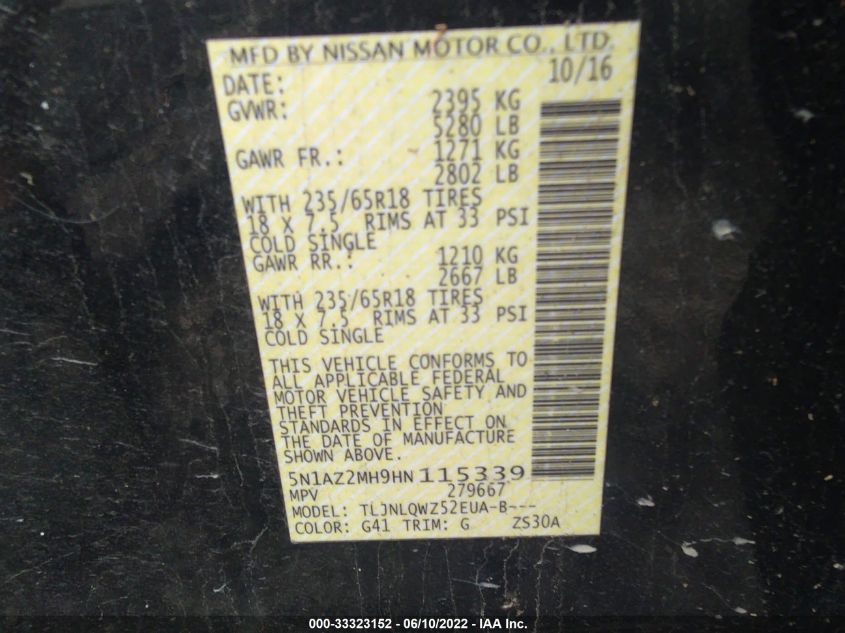 MFD BY NISSAN MOTOR CO., LTD.
DATE: 10/16
GVWR: 2395 KG
5280 LB
GAWR FR.: 1271 KG
2802 LB
WITH 235/65R18 TIRES
18 X 7.5 RIMS AT 33 PSI
COLD SINGLE
GAWR RR.: 1210 KG
2667 LB
WITH 235/65R18 TIRES
18 X 7.5 RIMS AT 33 PSI
COLD SINGLE
THIS VEHICLE CONFORMS TO
ALL APPLICABLE FEDERAL
MOTOR VEHICLE SAFETY AND
THEFT PREVENTION
STANDARDS IN EFFECT ON
THE DATE OF MANUFACTURE
SHOWN ABOVE.
5N1AZ2MH9HN115339
MPV 279667
MODEL: TLJNLQWZ52EUA-B---
COLOR: G41 TRIM: G ZS30A
000-33323152 - 06/10/2022 - IAA Inc.